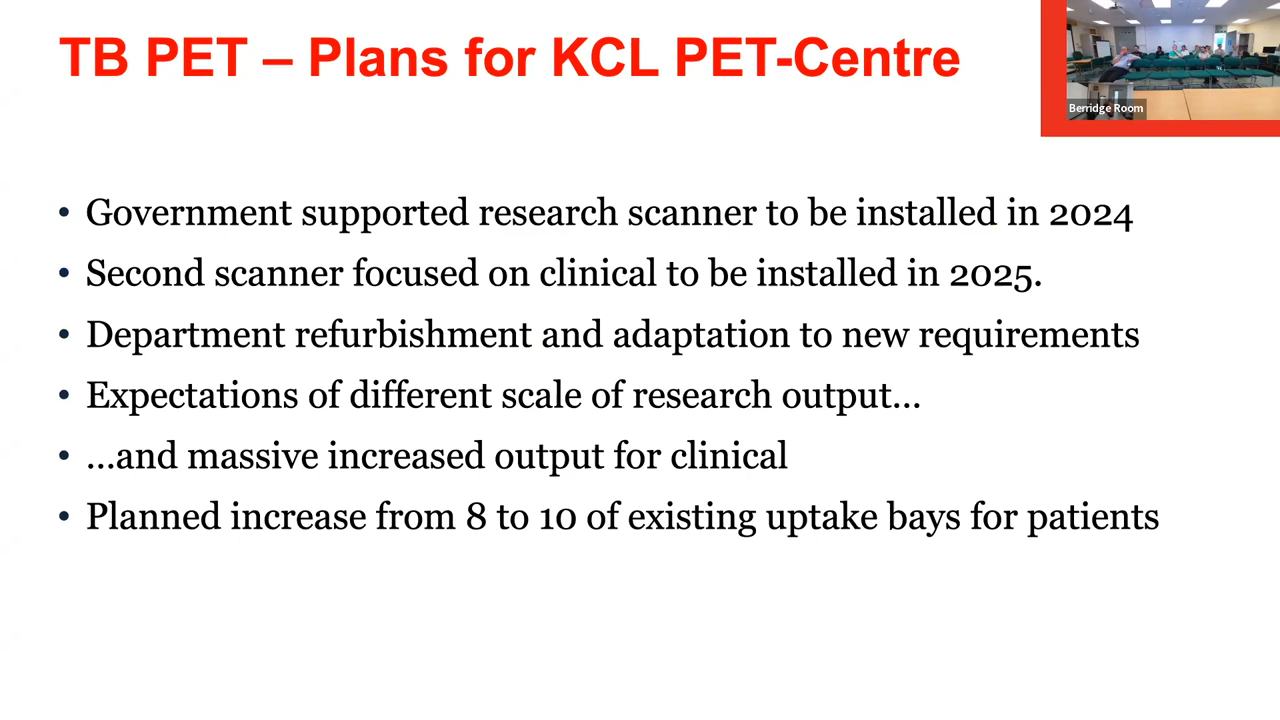 TB PET – Plans for KCL PET-Centre
Berridge Room
• Government supported research scanner to be installed in 2024
• Second scanner focused on clinical to be installed in 2025.
• Department refurbishment and adaptation to new requirements
• Expectations of different scale of research output...
• ...and massive increased output for clinical
• Planned increase from 8 to 10 of existing uptake bays for patients